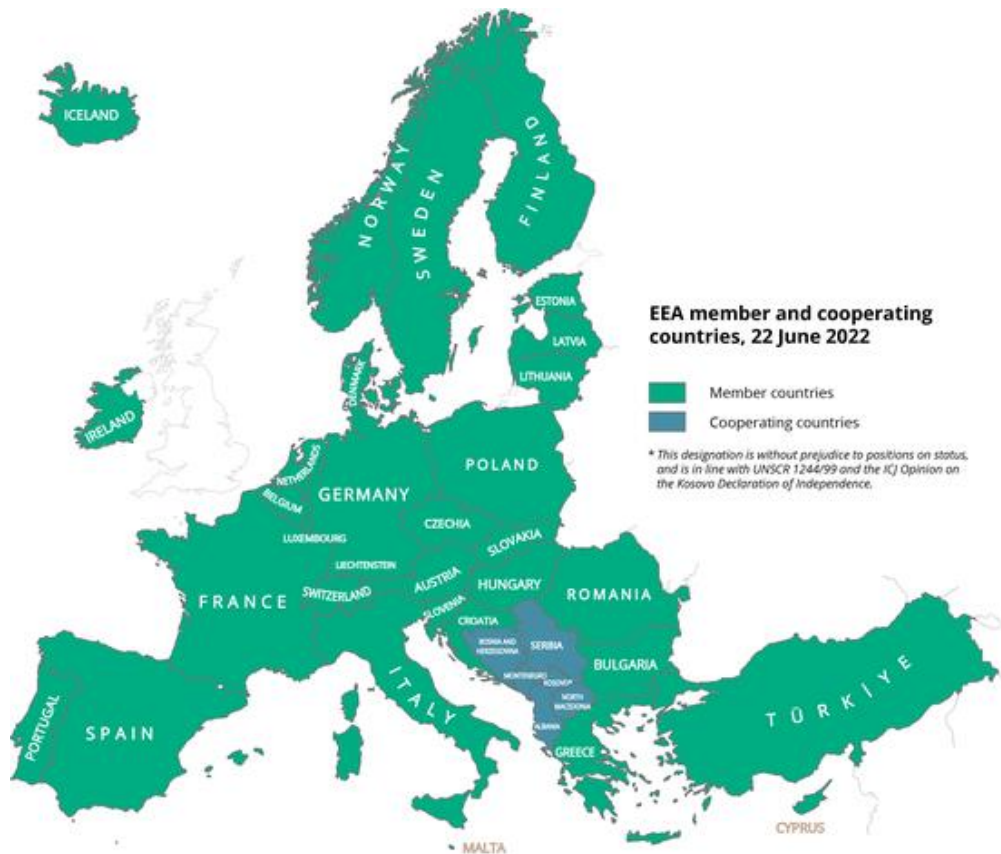 ICELAND
NORWAY
SWEDEN
FINLAND
ESTONIA
LATVIA
LITHUANIA
EEA member and cooperating
countries, 22 June 2022
Member countries
Cooperating countries
* This designation is without prejudice to positions on status,
and is in line with UNSCR 1244/99 and the ICJ Opinion on
the Kosovo Declaration of Independence.
DENMARK
IRELAND
NETHERLANDS
BELGIUM
GERMANY
POLAND
LUXEMBOURG
CZECHIA
SLOVAKIA
LIECHTENSTEIN
AUSTRIA
HUNGARY
SWITZERLAND
FRANCE
SLOVENIA
CROATIA
ROMANIA
BOSNIA AND
HERZEGOVINA
SERBIA
BULGARIA
MONTENEGRO
KOSOVO*
NORTH
MACEDONIA
ALBANIA
ITALY
PORTUGAL
SPAIN
GREECE
TÜRKİYE
CYPRUS
MALTA